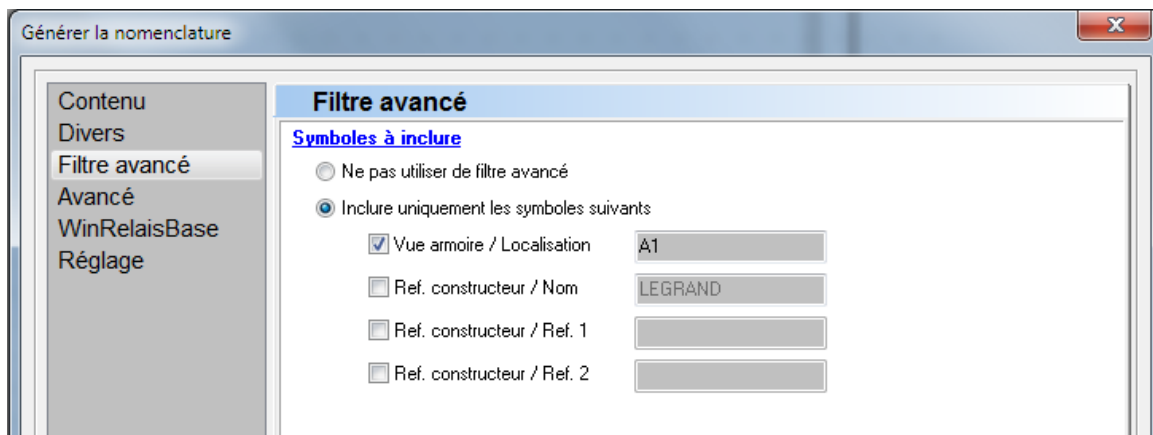 Générer la nomenclature
Contenu
Divers
Filtre avancé
Avancé
WinRelaisBase
Réglage
Filtre avancé
Symboles à inclure
Ne pas utiliser de filtre avancé
Inclure uniquement les symboles suivants
Vue armoire / Localisation A1
Ref. constructeur / Nom LEGRAND
Ref. constructeur / Ref. 1
Ref. constructeur / Ref. 2